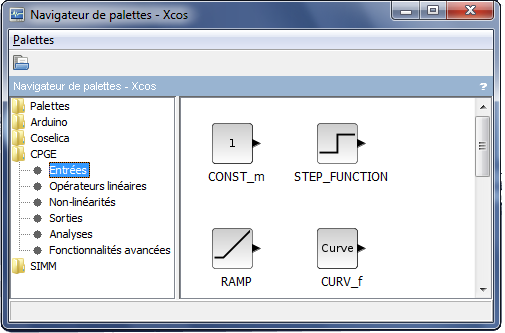 Navigateur de palettes - Xcos
Palettes
Navigateur de palettes - Xcos ?
Palettes
Arduino
Coselica
CPGE
Entrées
Opérateurs linéaires
Non-linéarités
Sorties
Analyses
Fonctionnalités avancées
SIMM
1
CONST_m STEP_FUNCTION
Curve
RAMP CURV_f